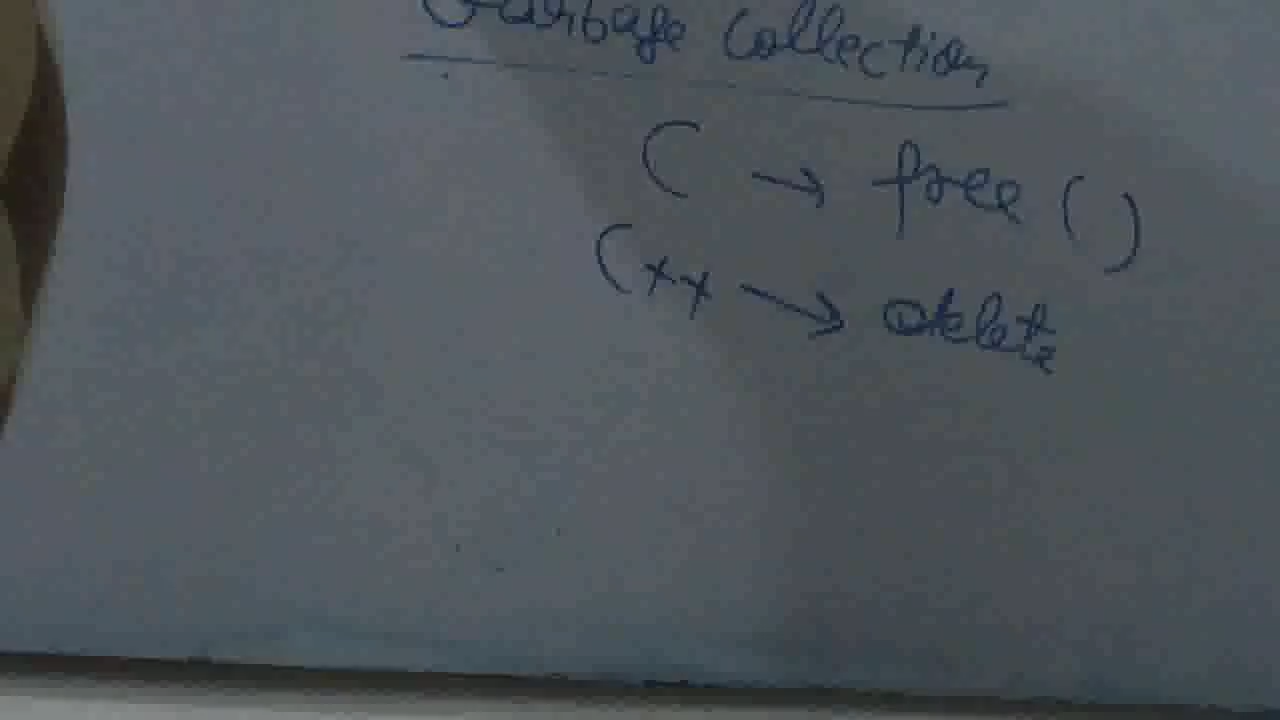 Garbage Collection
C → free ()
C++ → delete